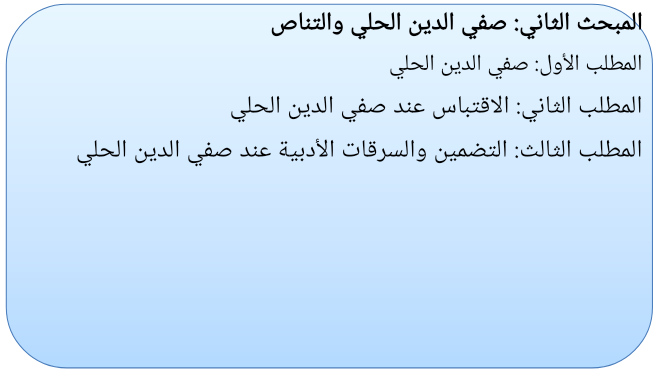 المبحث الثاني: صفي الدين الحلي والتناص
المطلب الأول: صفي الدين الحلي
المطلب الثاني: الاقتباس عند صفي الدين الحلي
المطلب الثالث: التضمين والسرقات الأدبية عند صفي الدين الحلي